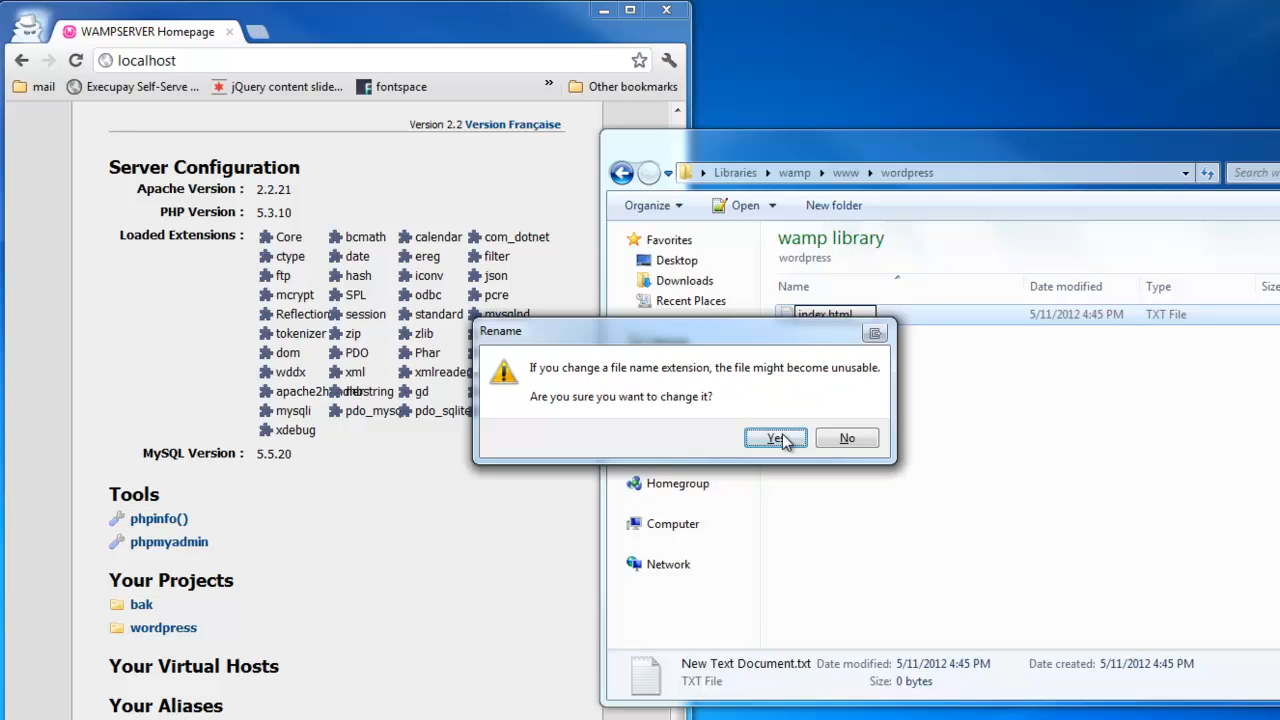 WAMPSERVER Homepage
localhost
mail
Execupay Self-Serve ...
jQuery content slide...
fontspace
»
Other bookmarks
Version 2.2 Version Française
Server Configuration
Apache Version : 2.2.21
PHP Version : 5.3.10
Loaded Extensions : Core bcmath calendar com_dotnet
ctype date ereg filter
ftp hash iconv json
mcrypt SPL odbc pcre
Reflection session standard mysqlnd
tokenizer zip zlib
dom PDO Phar
wddx xml xmlreade
apache2h mbstring gd
mysqli pdo_mysq pdo_sqlite
xdebug
MySQL Version : 5.5.20
Tools
phpinfo()
phpmyadmin
Your Projects
bak
wordpress
Your Virtual Hosts
Your Aliases
Libraries wamp www wordpress
Search
Organize Open New folder
Favorites
Desktop
Downloads
Recent Places
Homegroup
Computer
Network
wamp library
wordpress
Name Date modified Type
index.html 5/11/2012 4:45 PM TXT File
Rename
If you change a file name extension, the file might become unusable.
Are you sure you want to change it?
Yes No
New Text Document.txt Date modified: 5/11/2012 4:45 PM Date created: 5/11/2012 4:45 PM
TXT File Size: 0 bytes